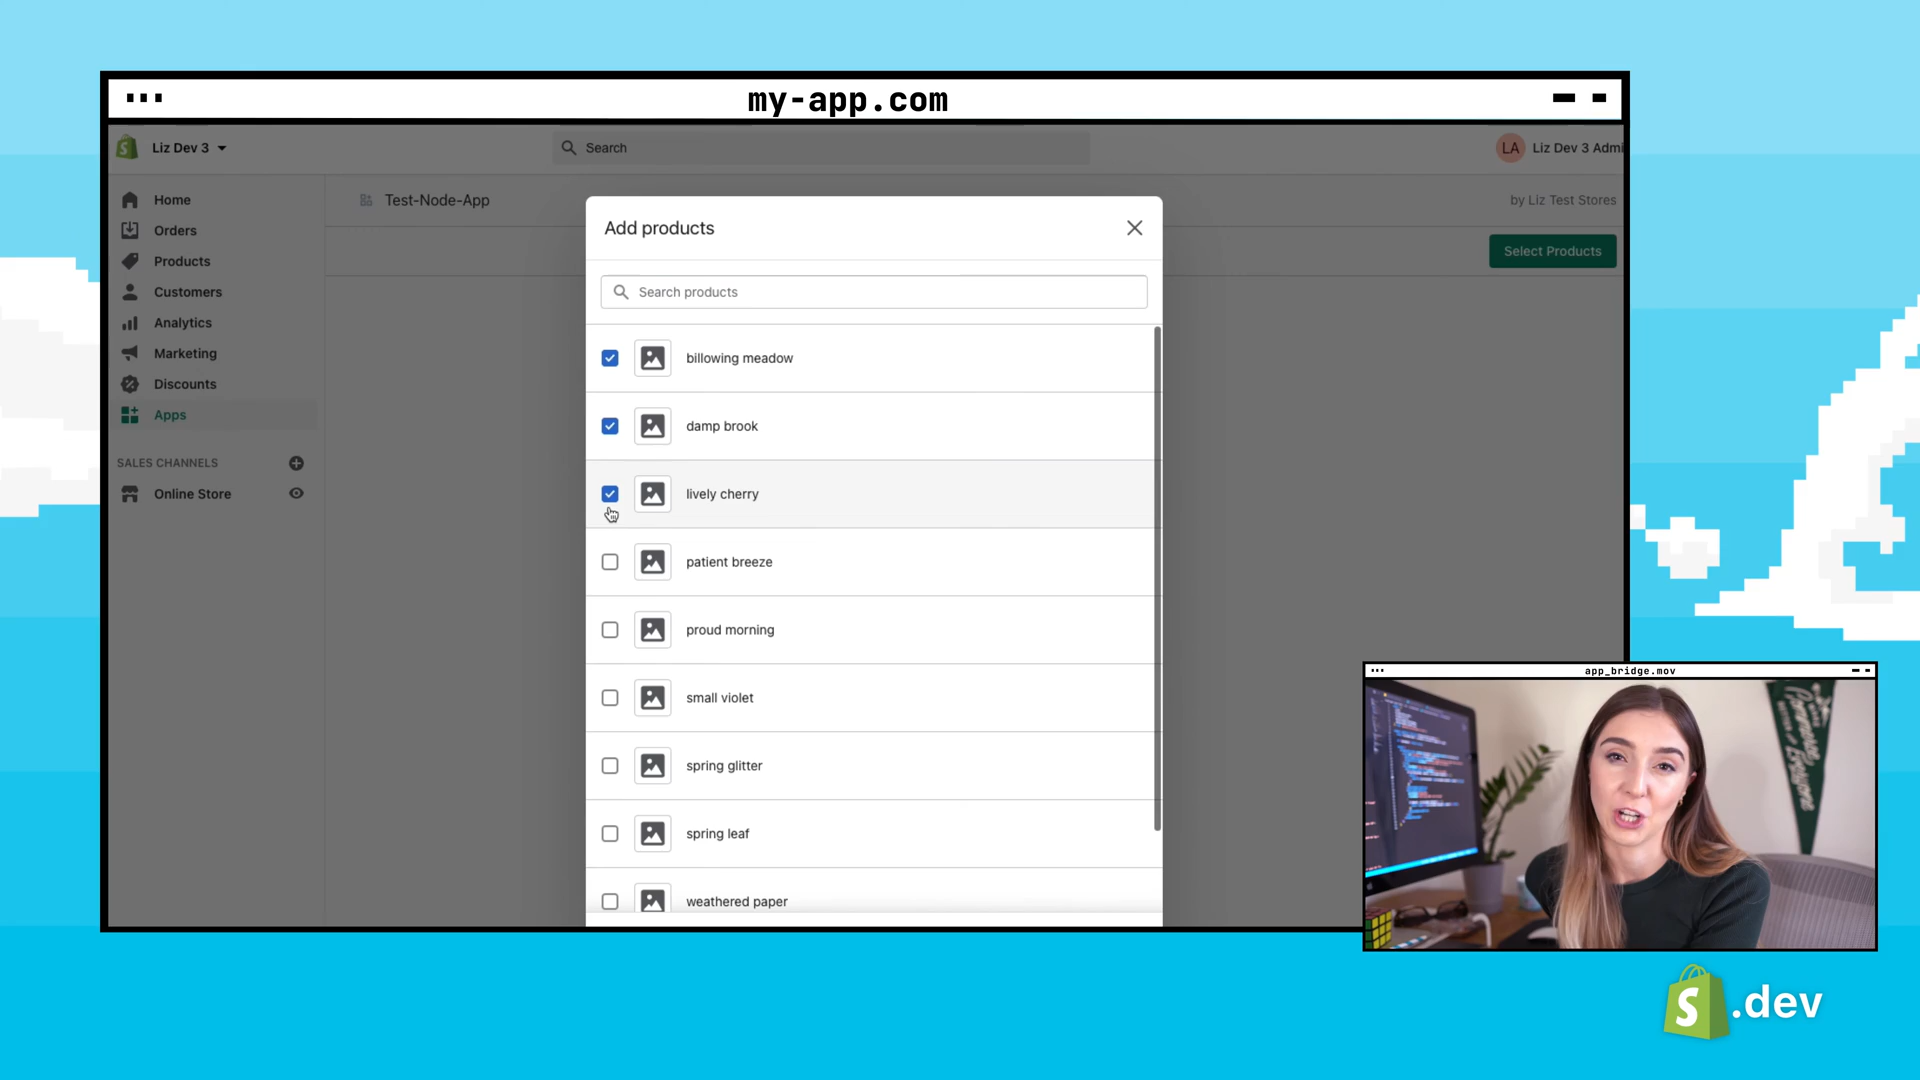 my-app.com
Liz Dev 3
Search
LA
Liz Dev 3 Admi
Home
Orders
Products
Customers
Analytics
Marketing
Discounts
Apps
SALES CHANNELS
Online Store
Test-Node-App
by Liz Test Stores
Select Products
Add products
Search products
billowing meadow
damp brook
lively cherry
patient breeze
proud morning
small violet
spring glitter
spring leaf
weathered paper
app_bridge.mov
Commerce
.dev